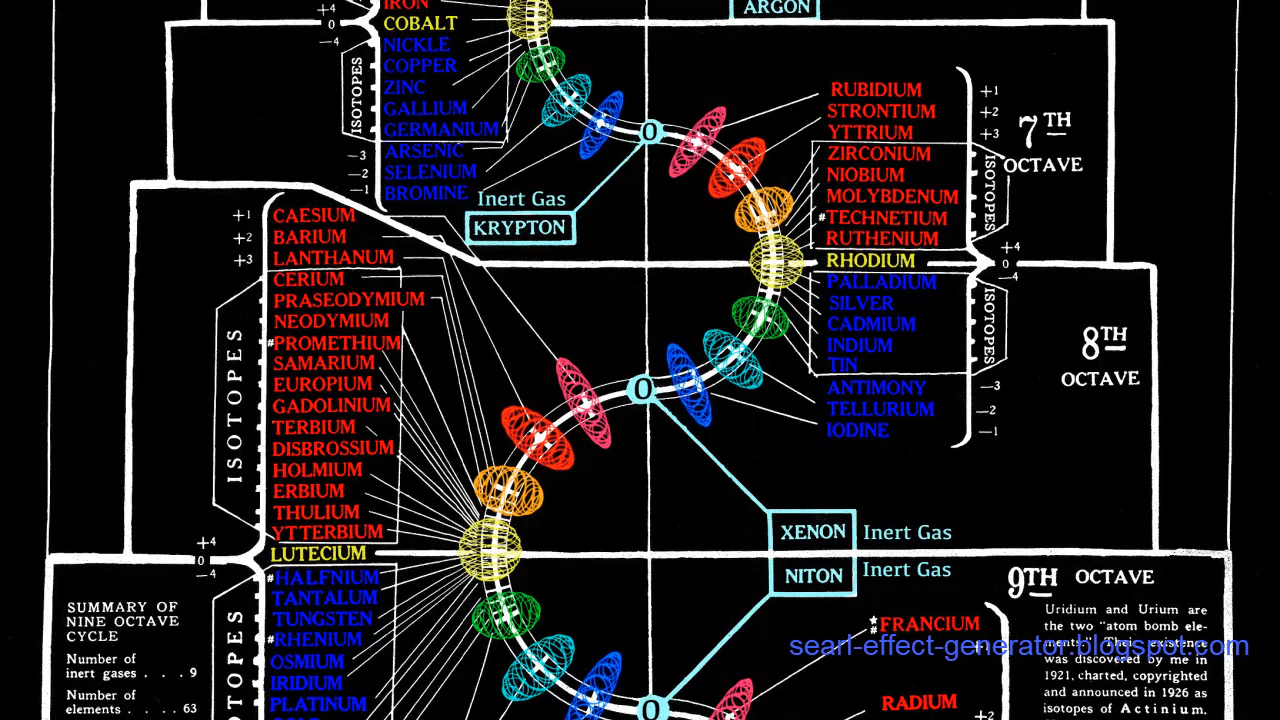 IRON
+4
COBALT
0
-4
NICKLE
COPPER
ZINC
GALLIUM
GERMANIUM
ISOTOPES
ARSENIC
-3
SELENIUM
-2
BROMINE
-1
ARGON
0
Inert Gas
KRYPTON
RUBIDIUM
+1
STRONTIUM
+2
YTTRIUM
+3
ZIRCONIUM
NIOBIUM
MOLYBDENUM
#TECHNETIUM
RUTHENIUM
ISOTOPES
7TH
OCTAVE
RHODIUM
+4
0
-4
PALLADIUM
SILVER
CADMIUM
INDIUM
TIN
ISOTOPES
ANTIMONY
-3
TELLURIUM
-2
IODINE
-1
8TH
OCTAVE
+1
CAESIUM
+2
BARIUM
+3
LANTHANUM
CERIUM
PRASEODYMIUM
NEODYMIUM
#PROMETHIUM
SAMARIUM
EUROPIUM
GADOLINIUM
TERBIUM
DISBROSSIUM
HOLMIUM
ERBIUM
THULIUM
YTTERBIUM
ISOTOPES
0
+4
0
-4
LUTECIUM
#HALFNIUM
TANTALUM
TUNGSTEN
#RHENIUM
OSMIUM
IRIDIUM
PLATINUM
ISOTOPES
XENON
Inert Gas
NITON
Inert Gas
0
SUMMARY OF
NINE OCTAVE
CYCLE
Number of
inert gases . . . 9
Number of
elements . . . . 63
9TH OCTAVE
#FRANCIUM
+1
RADIUM
+2
Uridium and Urium are
the two "atom bomb ele-
ments". Their existence
was discovered by me in
1921, charted, copyrighted
and announced in 1926 as
isotopes of Actinium.
searl-effect-generator.blogspot.com